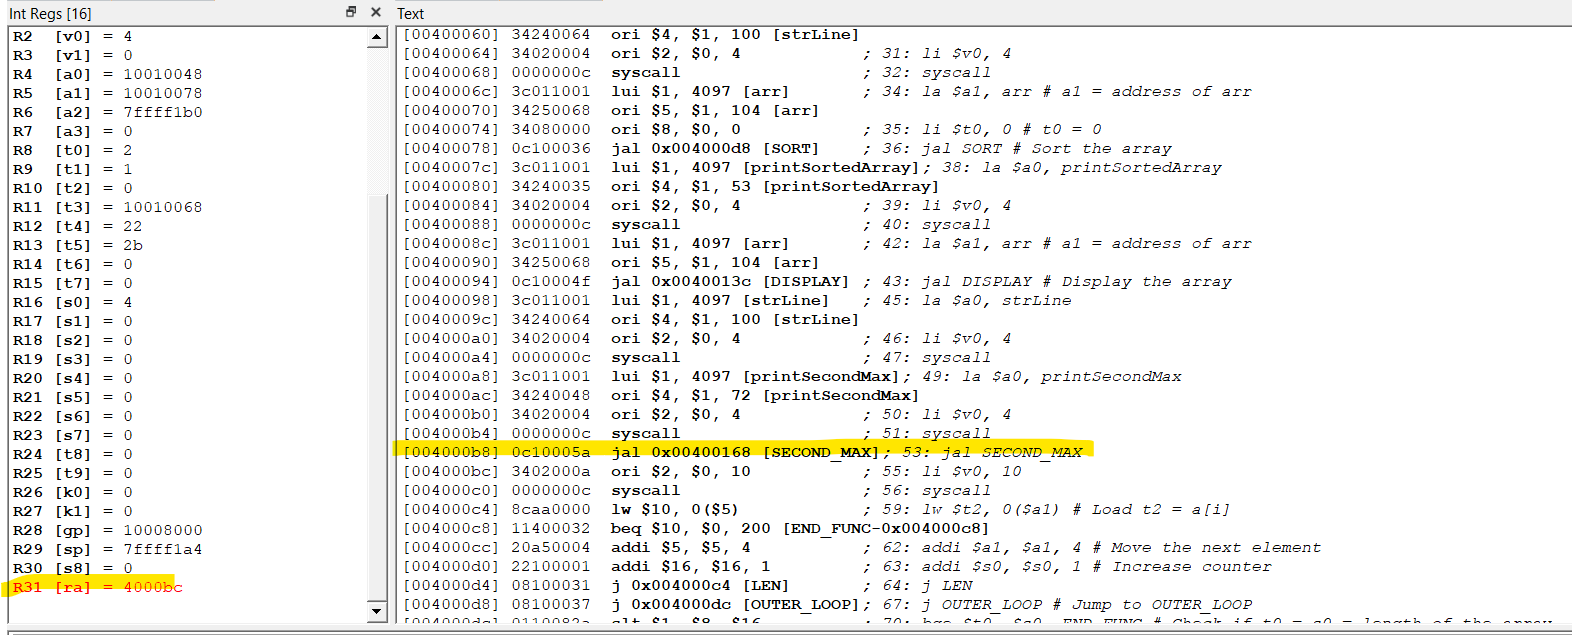 Int Regs [16]
R2 [v0] = 4
R3 [v1] = 0
R4 [a0] = 10010048
R5 [a1] = 10010078
R6 [a2] = 7ffff1b0
R7 [a3] = 0
R8 [t0] = 2
R9 [t1] = 1
R10 [t2] = 0
R11 [t3] = 10010068
R12 [t4] = 22
R13 [t5] = 2b
R14 [t6] = 0
R15 [t7] = 0
R16 [s0] = 4
R17 [s1] = 0
R18 [s2] = 0
R19 [s3] = 0
R20 [s4] = 0
R21 [s5] = 0
R22 [s6] = 0
R23 [s7] = 0
R24 [t8] = 0
R25 [t9] = 0
R26 [k0] = 0
R27 [k1] = 0
R28 [gp] = 10008000
R29 [sp] = 7ffff1a4
R30 [s8] = 0
R31 [ra] = 4000bc
Text
[00400060] 34240064 ori $4, $1, 100 [strLine]
[00400064] 34020004 ori $2, $0, 4 ; 31: li $v0, 4
[00400068] 0000000c syscall ; 32: syscall
[0040006c] 3c011001 lui $1, 4097 [arr] ; 34: la $a1, arr # a1 = address of arr
[00400070] 34250068 ori $5, $1, 104 [arr]
[00400074] 34080000 ori $8, $0, 0 ; 35: li $t0, 0 # t0 = 0
[00400078] 0c100036 jal 0x004000d8 [SORT] ; 36: jal SORT # Sort the array
[0040007c] 3c011001 lui $1, 4097 [printSortedArray]; 38: la $a0, printSortedArray
[00400080] 34240035 ori $4, $1, 53 [printSortedArray]
[00400084] 34020004 ori $2, $0, 4 ; 39: li $v0, 4
[00400088] 0000000c syscall ; 40: syscall
[0040008c] 3c011001 lui $1, 4097 [arr] ; 42: la $a1, arr # a1 = address of arr
[00400090] 34250068 ori $5, $1, 104 [arr]
[00400094] 0c10004f jal 0x0040013c [DISPLAY] ; 43: jal DISPLAY # Display the array
[00400098] 3c011001 lui $1, 4097 [strLine] ; 45: la $a0, strLine
[0040009c] 34240064 ori $4, $1, 100 [strLine]
[004000a0] 34020004 ori $2, $0, 4 ; 46: li $v0, 4
[004000a4] 0000000c syscall ; 47: syscall
[004000a8] 3c011001 lui $1, 4097 [printSecondMax]; 49: la $a0, printSecondMax
[004000ac] 34240048 ori $4, $1, 72 [printSecondMax]
[004000b0] 34020004 ori $2, $0, 4 ; 50: li $v0, 4
[004000b4] 0000000c syscall ; 51: syscall
[004000b8] 0c10005a jal 0x00400168 [SECOND_MAX]; 53: jal SECOND_MAX
[004000bc] 3402000a ori $2, $0, 10 ; 55: li $v0, 10
[004000c0] 0000000c syscall ; 56: syscall
[004000c4] 8caa0000 lw $10, 0($5) ; 59: lw $t2, 0($a1) # Load t2 = a[i]
[004000c8] 11400032 beq $10, $0, 200 [END_FUNC-0x004000c8]
[004000cc] 20a50004 addi $5, $5, 4 ; 62: addi $a1, $a1, 4 # Move the next element
[004000d0] 22100001 addi $16, $16, 1 ; 63: addi $s0, $s0, 1 # Increase counter
[004000d4] 08100031 j 0x004000c4 [LEN] ; 64: j LEN
[004000d8] 08100037 j 0x004000dc [OUTER_LOOP]; 67: j OUTER_LOOP # Jump to OUTER_LOOP
[004000dc] 0110082a slt $1, $8, $16 ; 70: bge $t0, $s0, END_FUNC # Check if t0 = s0 = length of the array